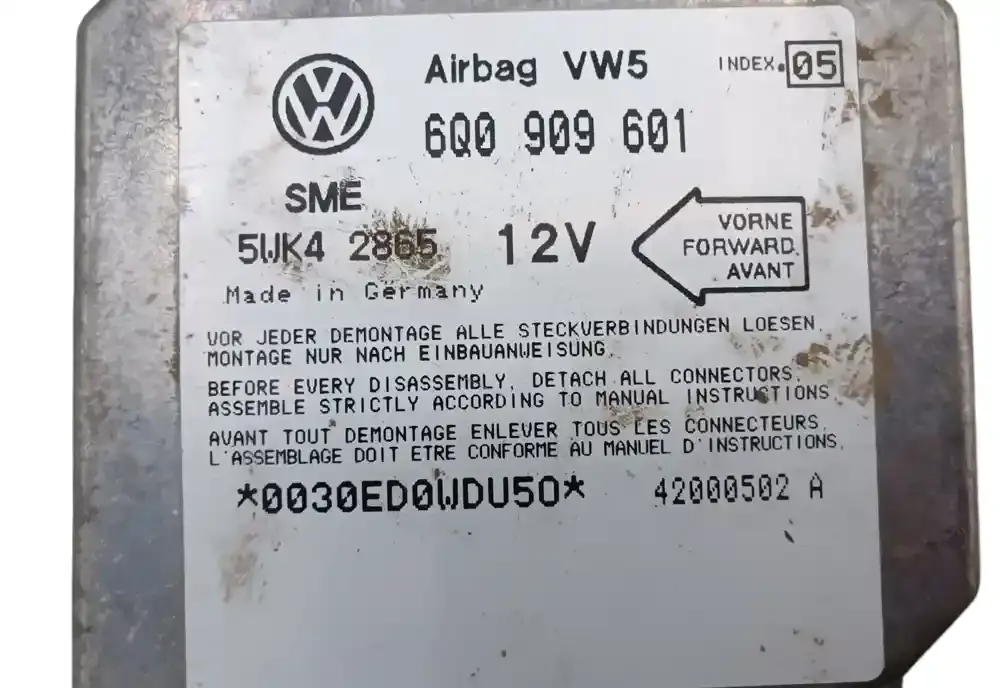 Airbag VW5
INDEX. 05
6Q0 909 601
SME
5WK4 2865
12V
VORNE
FORWARD
AVANT
Made in Germany
VOR JEDER DEMONTAGE ALLE STECKVERBINDUNGEN LOESEN.
MONTAGE NUR NACH EINBAUANWEISUNG.
BEFORE EVERY DISASSEMBLY, DETACH ALL CONNECTORS.
ASSEMBLE STRICTLY ACCORDING TO MANUAL INSTRUCTIONS.
AVANT TOUT DEMONTAGE ENLEVER TOUS LES CONNECTEURS.
L'ASSEMBLAGE DOIT ETRE CONFORME AU MANUEL D'INSTRUCTIONS.
*0030ED0WDU5O*
42000502 A